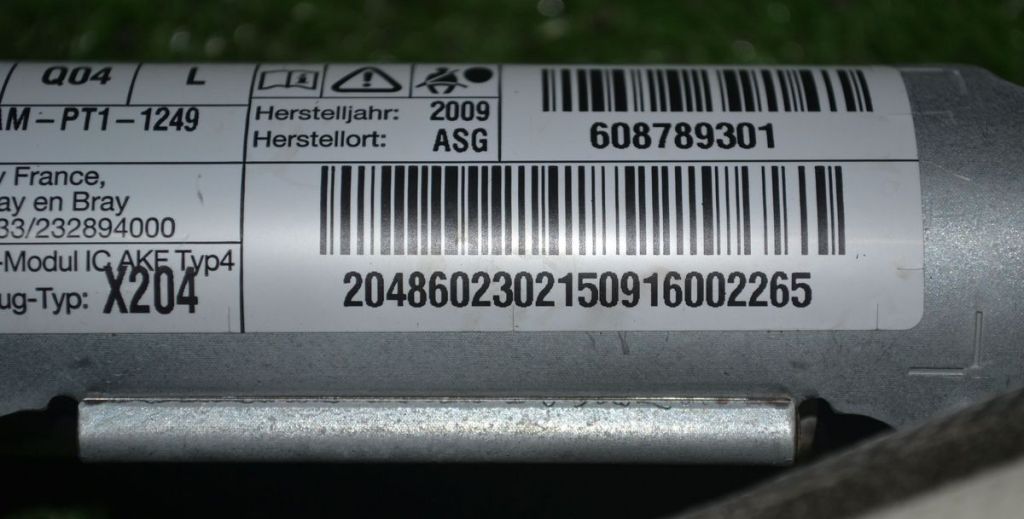 Q04 L
AM-PT1-1249
Herstelljahr: 2009
Herstellort: ASG
608789301
y France,
ay en Bray
33/232894000
-Modul IC AKE Typ4
ug-Typ: X204
2048602302150916002265